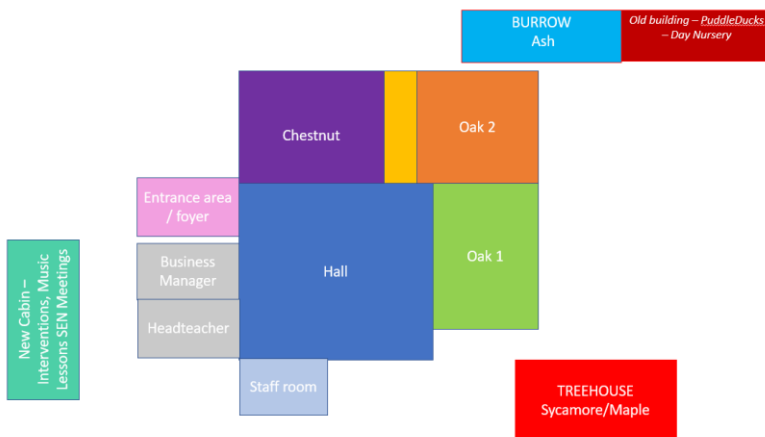 BURROW
Ash
Old building – PuddleDucks
– Day Nursery
Chestnut
Oak 2
Entrance area
/ foyer
Business
Manager
Headteacher
Hall
Oak 1
New Cabin –
Interventions, Music
Lessons SEN Meetings
Staff room
TREEHOUSE
Sycamore/Maple